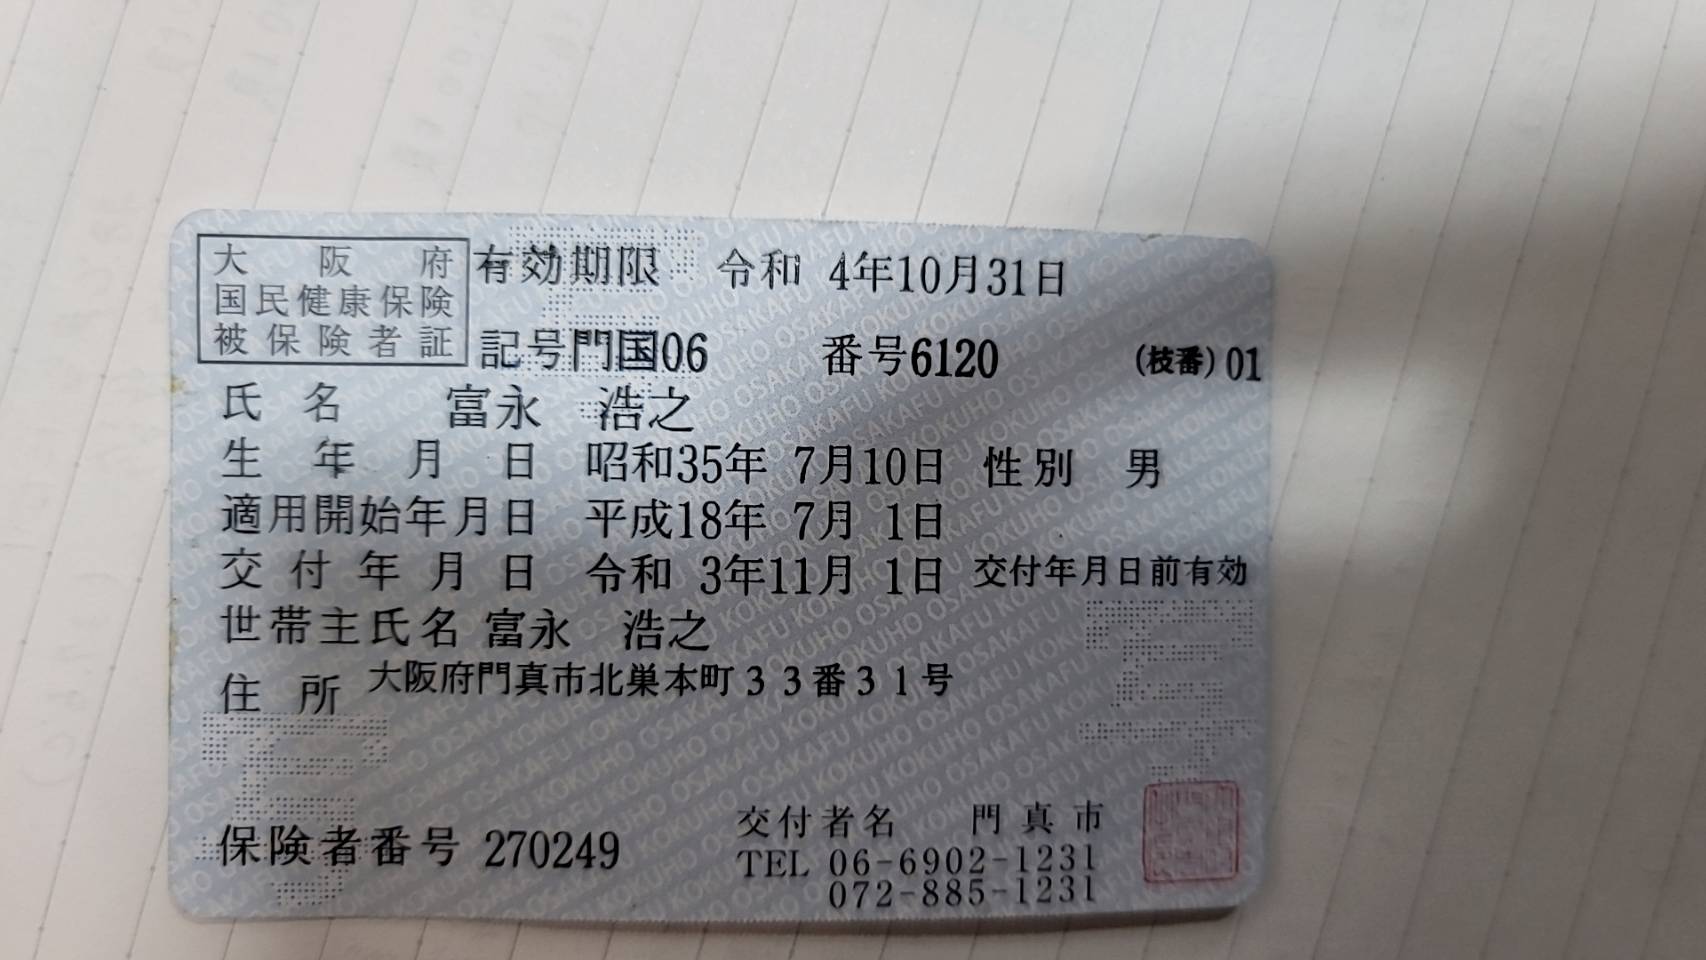 大阪府
国民健康保険
被保険者証
有効期限 令和 4年10月31日
記号門国06 番号6120 (枝番)01
氏名 富永 浩之
生年月日 昭和35年 7月10日 性別 男
適用開始年月日 平成18年 7月 1日
交付年月日 令和 3年11月 1日 交付年月日前有効
世帯主氏名 富永 浩之
住所 大阪府門真市北巣本町33番31号
保険者番号 270249
交付者名 門真市
TEL 06-6902-1231
072-885-1231